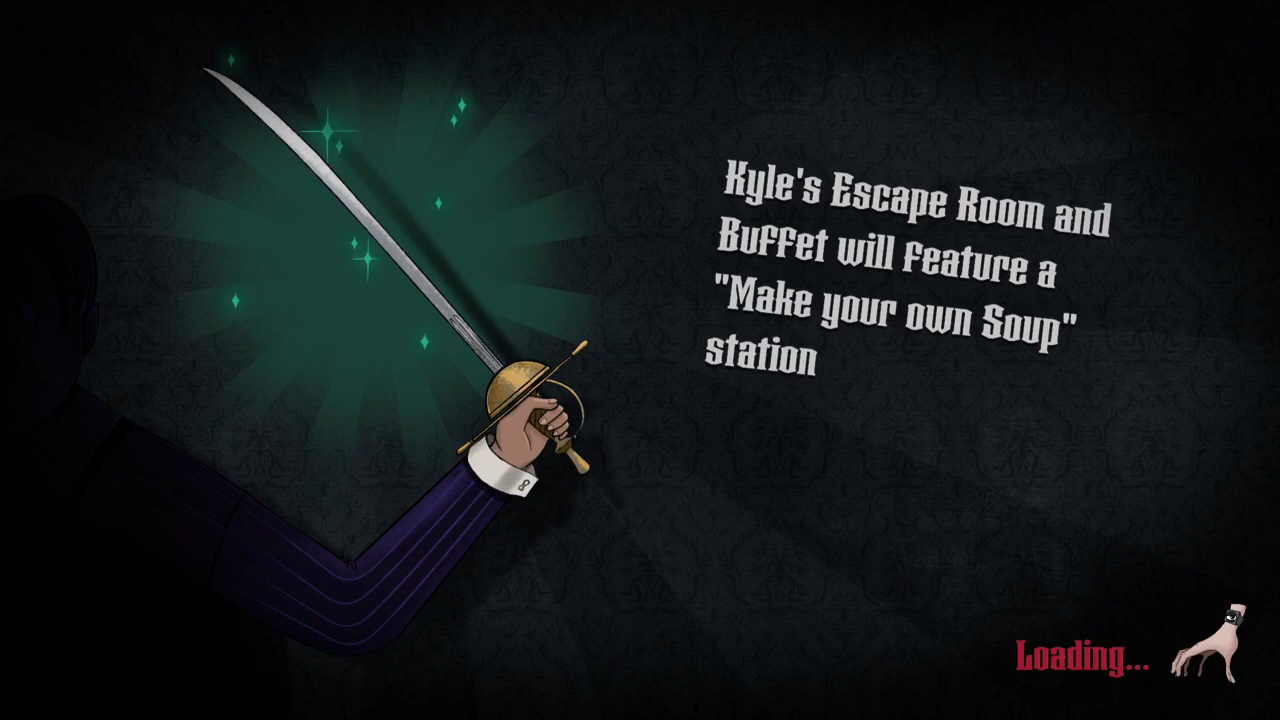 Kyle's Escape Room and
Buffet will feature a
"Make your own Soup"
station
Loading...